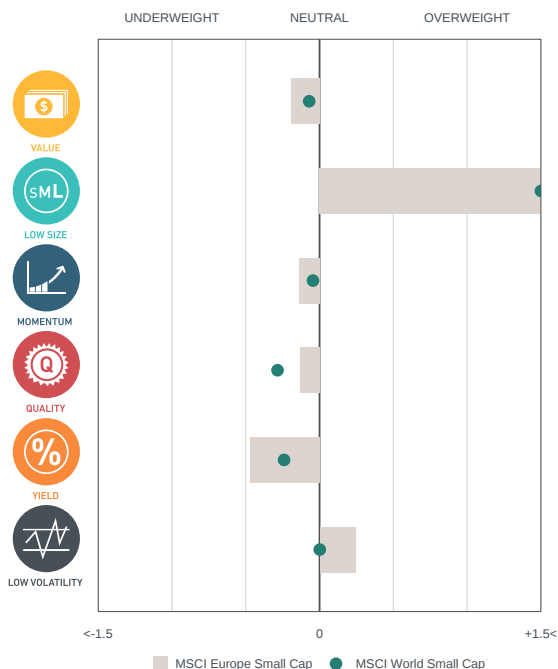 UNDERWEIGHT NEUTRAL OVERWEIGHT
$
VALUE
SML
LOW SIZE
MOMENTUM
Q
QUALITY
%
YIELD
LOW VOLATILITY
<-1.5 0 +1.5<
MSCI Europe Small Cap MSCI World Small Cap